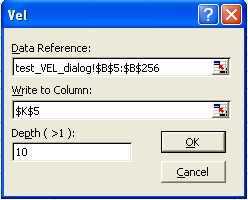 Vel
Data Reference:
test_VEL_dialog!$B$5:$B$256
Write to Column:
$K$5
Depth ( >1 ):
10
OK
Cancel